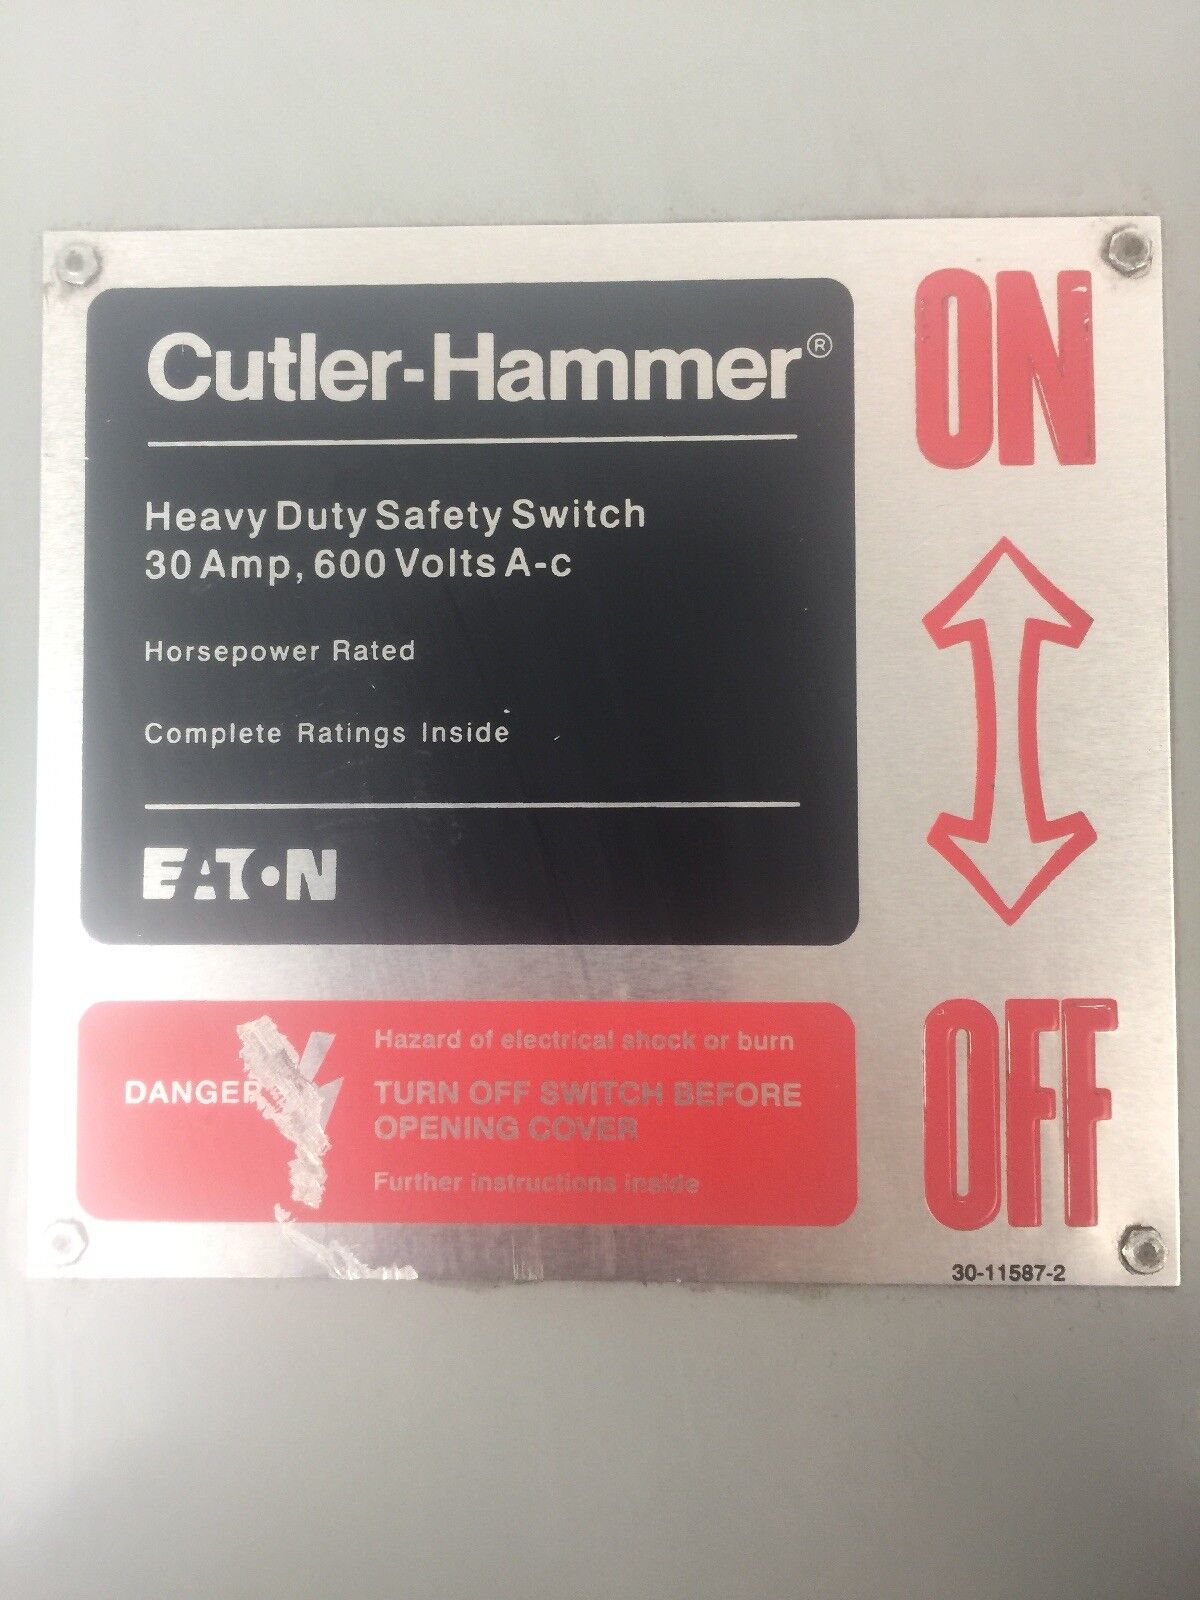 Cutler-Hammer®
Heavy Duty Safety Switch
30 Amp, 600 Volts A-c
Horsepower Rated
Complete Ratings Inside
EATON
ON
OFF
DANGER
Hazard of electrical shock or burn
TURN OFF SWITCH BEFORE
OPENING COVER
Further instructions inside
30-11587-2